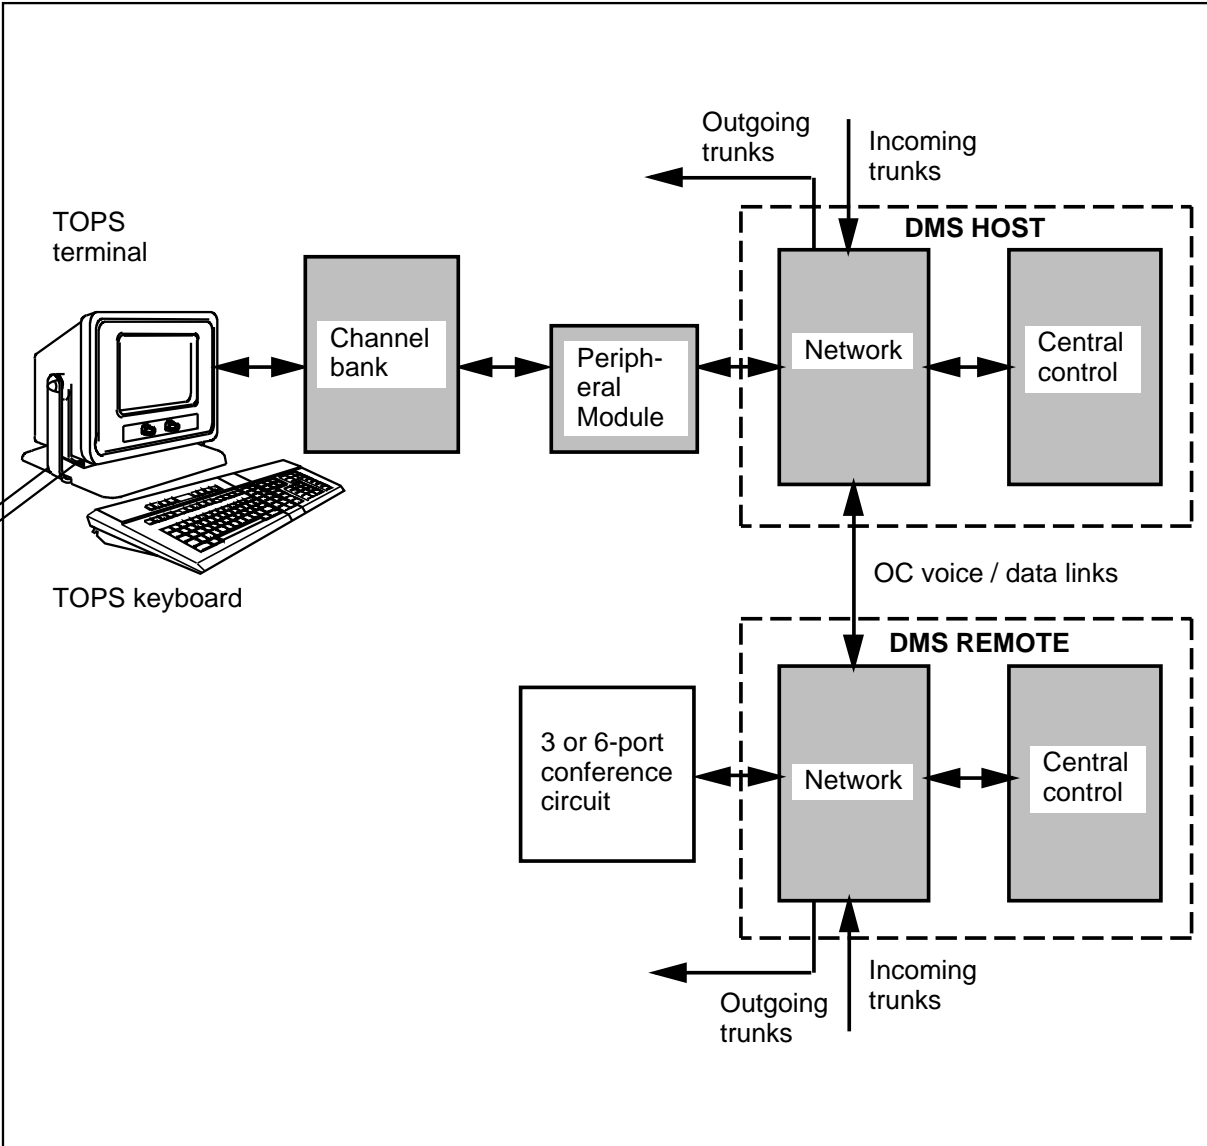 Outgoing
trunks
Incoming
trunks
TOPS
terminal
DMS HOST
Channel
bank
Periph-
eral
Module
Network
Central
control
OC voice / data links
TOPS keyboard
DMS REMOTE
3 or 6-port
conference
circuit
Network
Central
control
Incoming
trunks
Outgoing
trunks